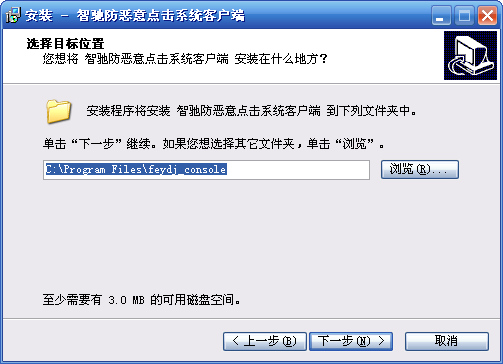 安装 - 智驰防恶意点击系统客户端
选择目标位置
您想将 智驰防恶意点击系统客户端 安装在什么地方?
安装程序将安装 智驰防恶意点击系统客户端 到下列文件夹中。
单击“下一步”继续。如果您想选择其它文件夹,单击“浏览”。
C:\Program Files\feydj_console
浏览(R)...
至少需要有 3.0 MB 的可用磁盘空间。
< 上一步(B)
下一步(N) >
取消